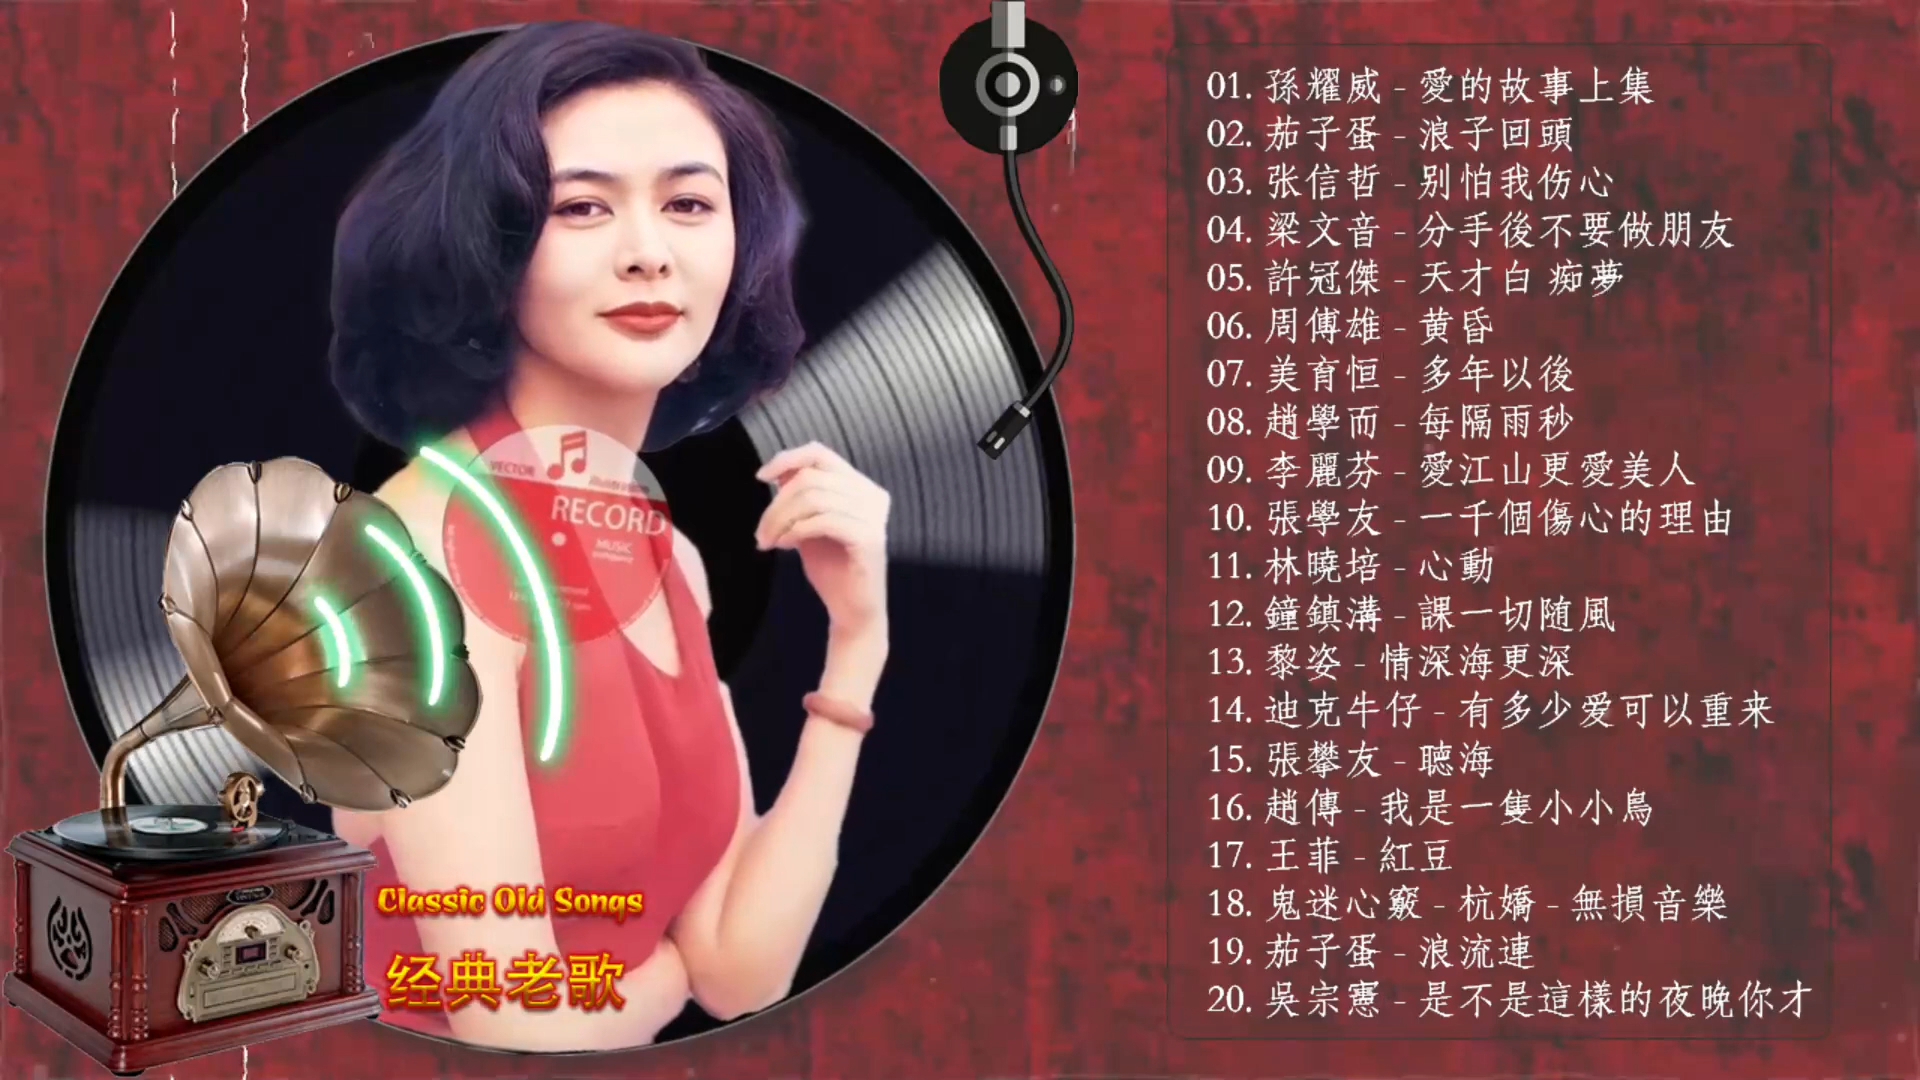 01. 孫耀威 - 愛的故事上集
02. 茄子蛋 - 浪子回頭
03. 张信哲 - 别怕我伤心
04. 梁文音 - 分手後不要做朋友
05. 許冠傑 - 天才白 痴夢
06. 周傳雄 - 黄昏
07. 美育恒 - 多年以後
08. 趙學而 - 每隔雨秒
09. 李麗芬 - 愛江山更愛美人
10. 張學友 - 一千個傷心的理由
11. 林曉培 - 心動
12. 鐘鎮溝 - 課一切随風
13. 黎姿 - 情深海更深
14. 迪克牛仔 - 有多少爱可以重来
15. 張攀友 - 聴海
16. 趙傳 - 我是一隻小小鳥
17. 王菲 - 紅豆
18. 鬼迷心竅 - 杭嬌 - 無損音樂
19. 茄子蛋 - 浪流連
20. 吳宗憲 - 是不是這樣的夜晚你才
VECTOR
RECORD
MUSIC
Classic Old Songs
经典老歌